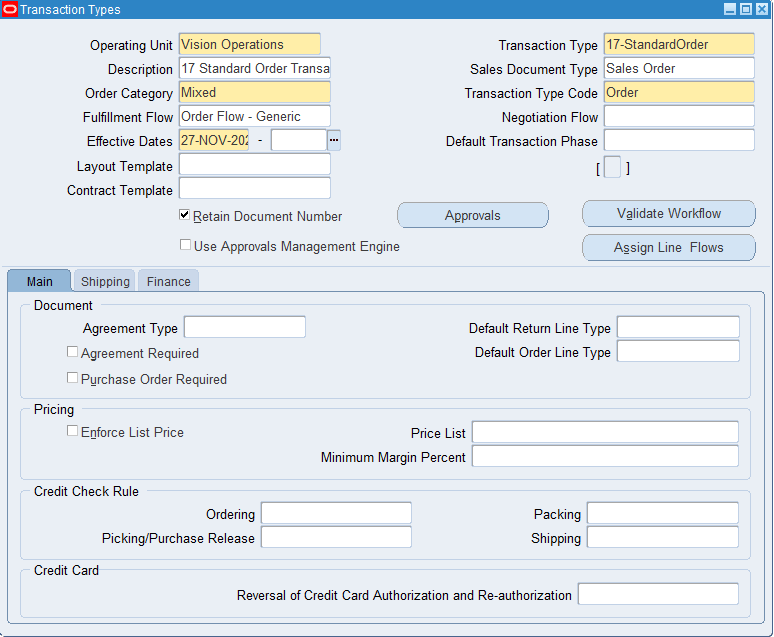 Transaction Types
Operating Unit Vision Operations Transaction Type 17-StandardOrder
Description 17 Standard Order Transa Sales Document Type Sales Order
Order Category Mixed Transaction Type Code Order
Fulfillment Flow Order Flow - Generic Negotiation Flow
Effective Dates 27-NOV-202 - ... Default Transaction Phase
Layout Template [ ]
Contract Template
Retain Document Number Approvals Validate Workflow
Use Approvals Management Engine Assign Line Flows
Main Shipping Finance
Document
Agreement Type Default Return Line Type
Agreement Required Default Order Line Type
Purchase Order Required
Pricing
Enforce List Price Price List
Minimum Margin Percent
Credit Check Rule
Ordering Packing
Picking/Purchase Release Shipping
Credit Card
Reversal of Credit Card Authorization and Re-authorization